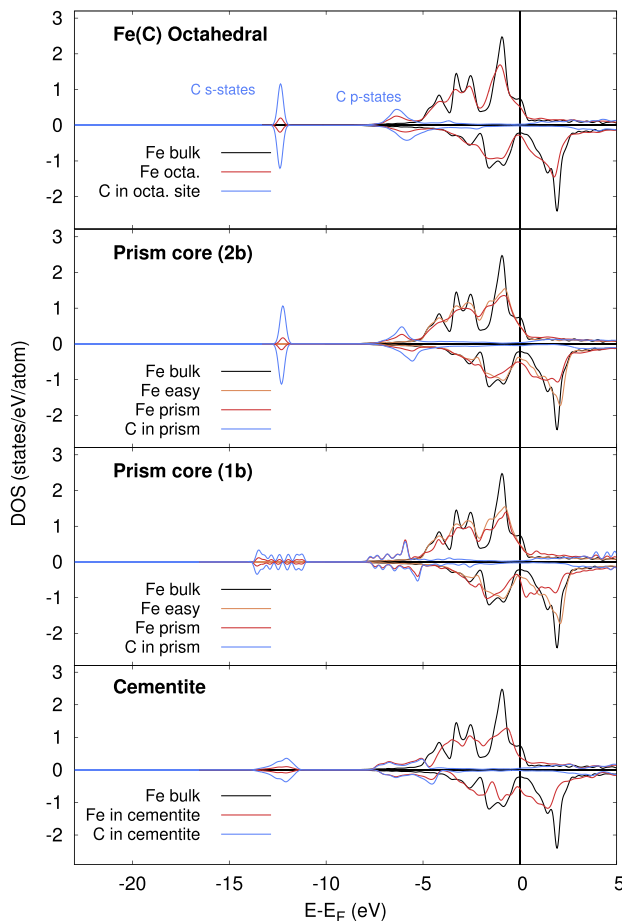 Fe(C) Octahedral
C s-states
C p-states
Fe bulk
Fe octa.
C in octa. site
3
2
1
0
-1
-2
Prism core (2b)
Fe bulk
Fe easy
Fe prism
C in prism
3
2
1
0
-1
-2
Prism core (1b)
Fe bulk
Fe easy
Fe prism
C in prism
3
2
1
0
-1
-2
Cementite
Fe bulk
Fe in cementite
C in cementite
3
2
1
0
-1
-2
DOS (states/eV/atom)
-20 -15 -10 -5 0 5
E-EF (eV)